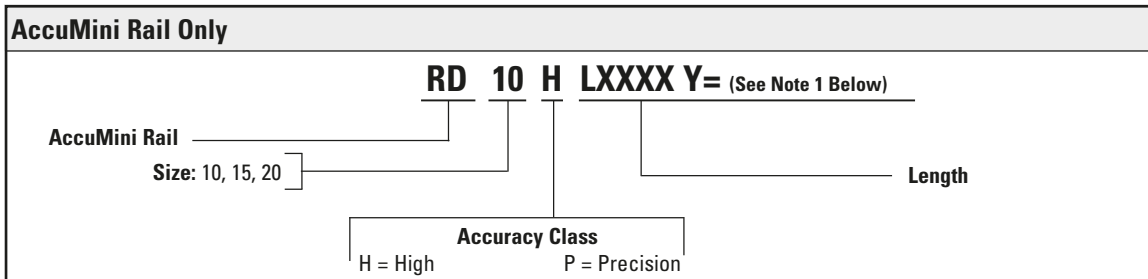 AccuMini Rail Only
RD 10 H LXXXX Y= (See Note 1 Below)
AccuMini Rail
Size: 10, 15, 20
Length
Accuracy Class
H = High P = Precision